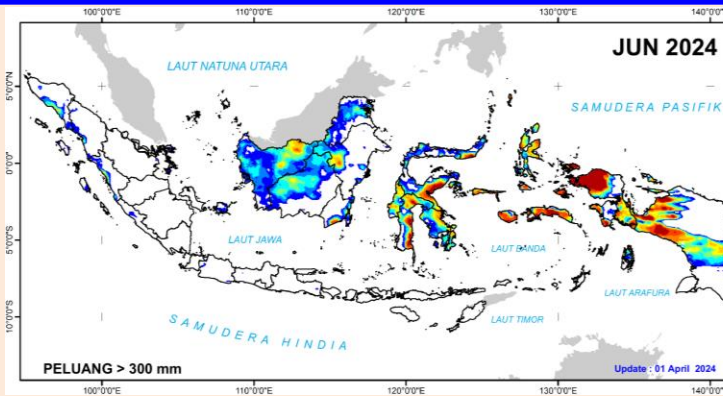 100°0'0"E 110°0'0"E 120°0'0"E 130°0'0"E 140°0'0"E
JUN 2024
LAUT NATUNA UTARA
5°0'0"N
SAMUDERA PASIFIK
0°0'0"
LAUT JAWA
LAUT BANDA
5°0'0"S
LAUT ARAFURA
SAMUDERA HINDIA
LAUT TIMOR
10°0'0"S
PELUANG > 300 mm
Update : 01 April 2024
100°0'0"E 110°0'0"E 120°0'0"E 130°0'0"E 140°0'0"E